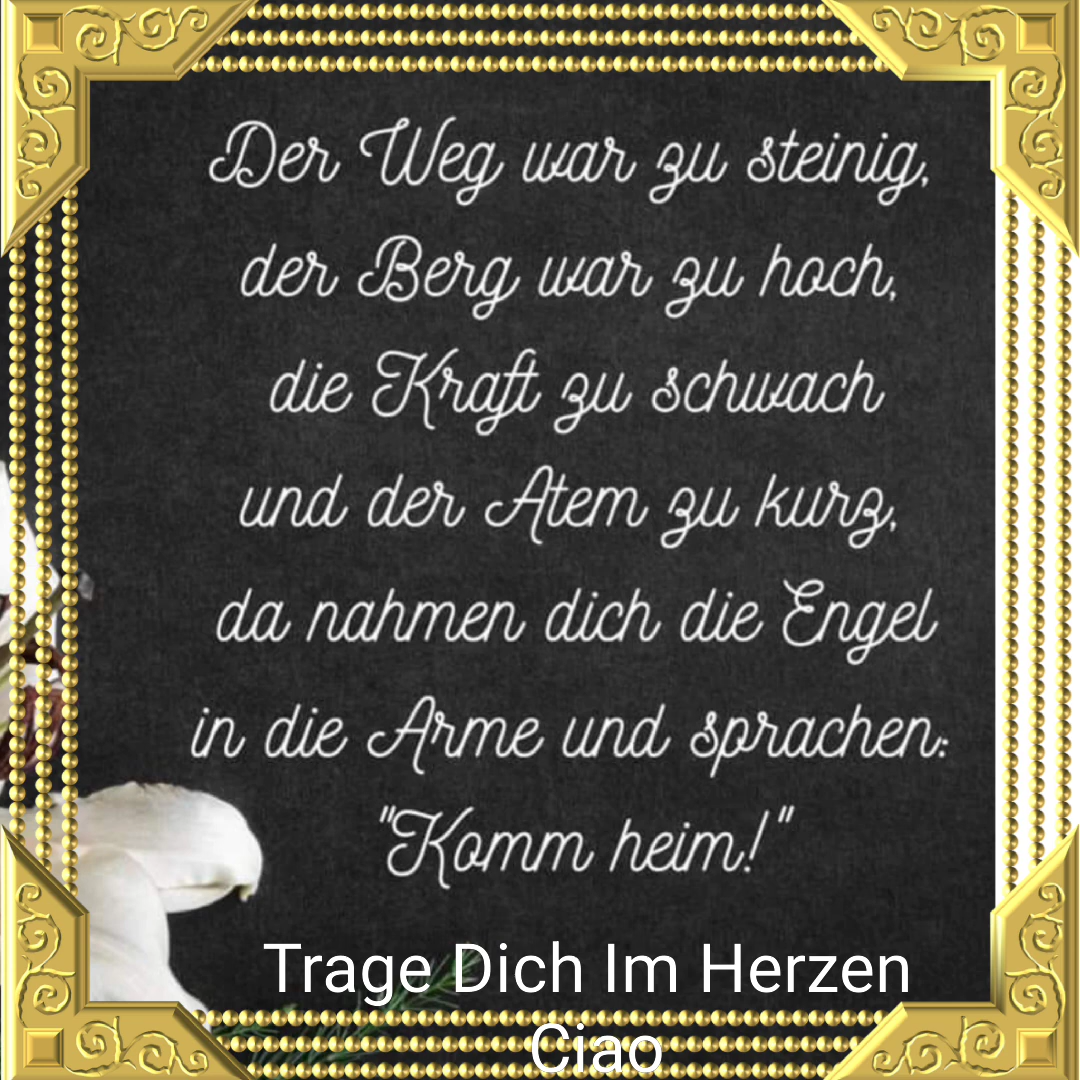 Der Weg war zu steinig,
der Berg war zu hoch,
die Kraft zu schwach
und der Atem zu kurz,
da nahmen dich die Engel
in die Arme und sprachen:
"Komm heim!"
Trage Dich Im Herzen
Ciao